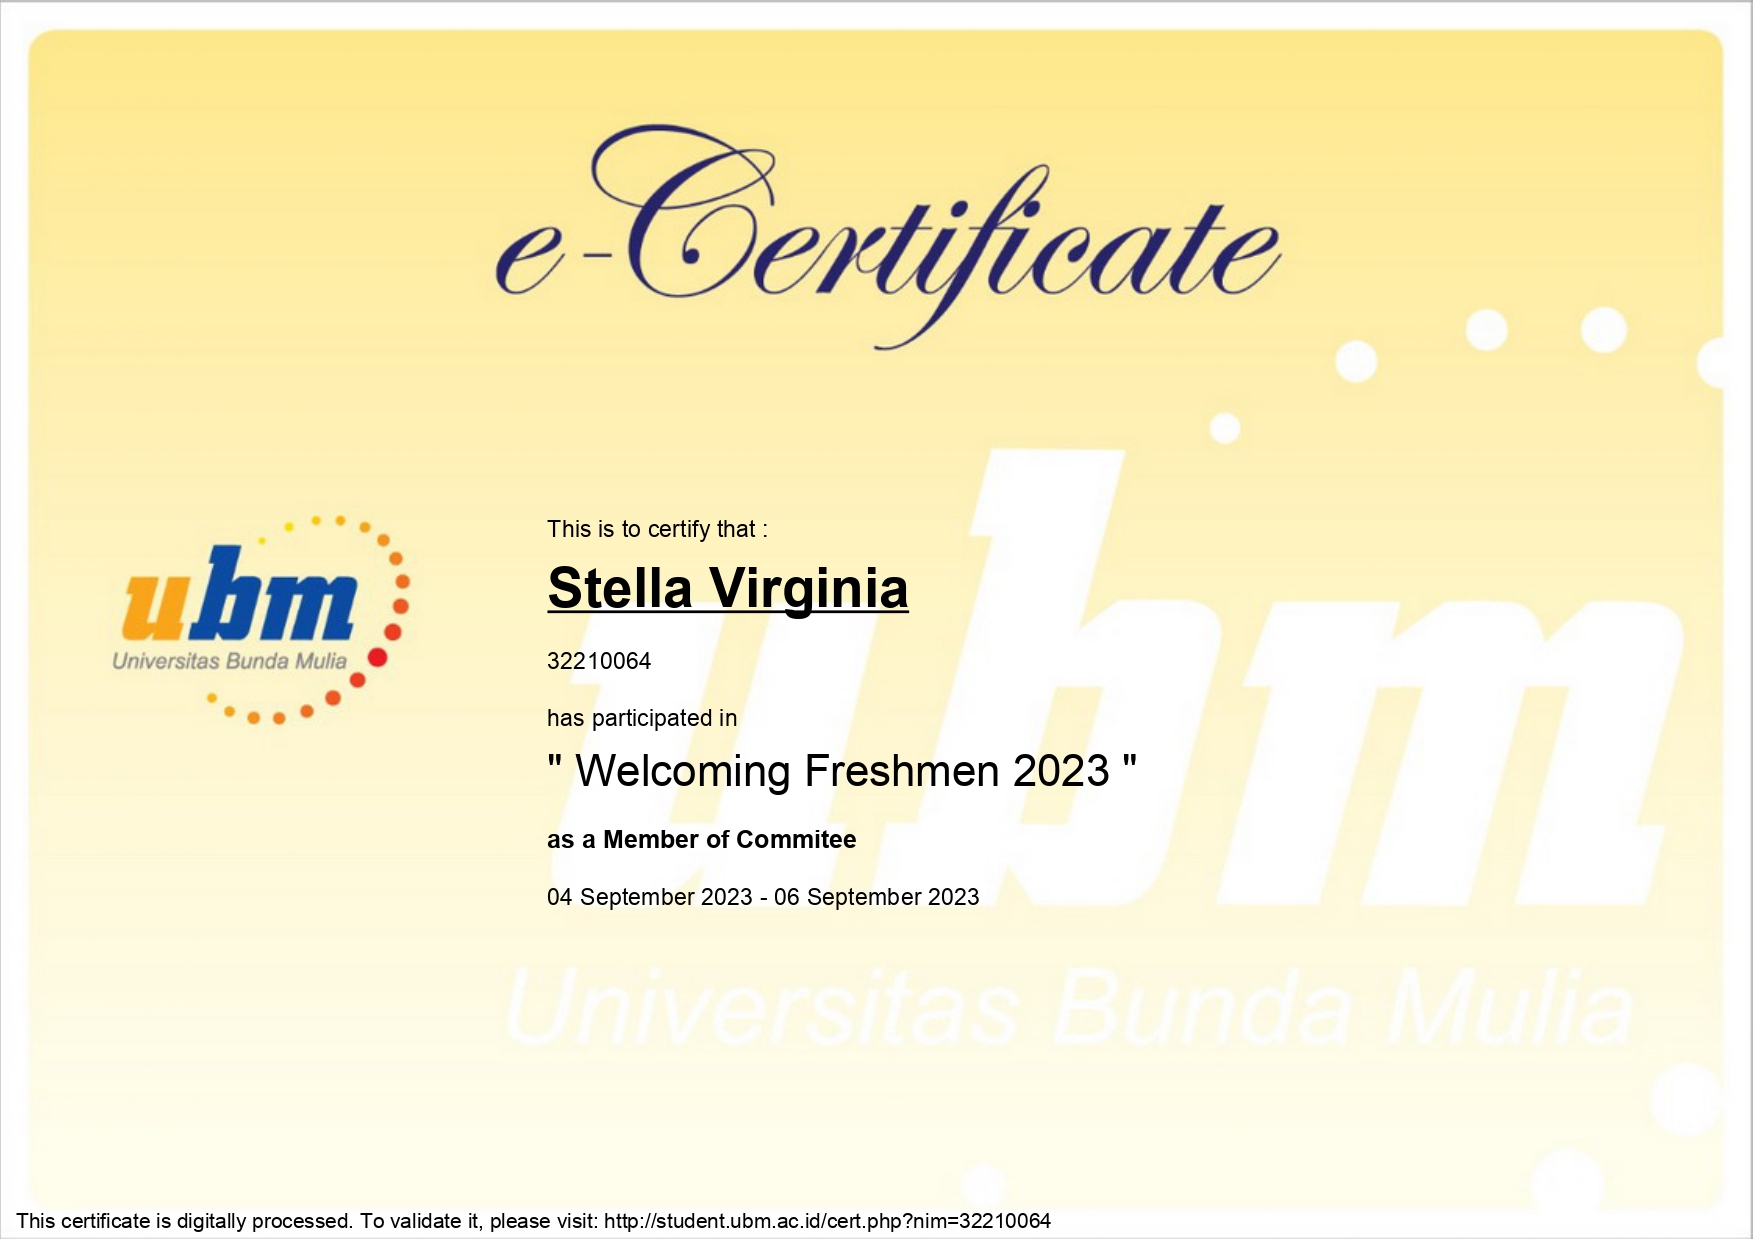 e-Certificate
This is to certify that :
Stella Virginia
32210064
has participated in
" Welcoming Freshmen 2023 "
as a Member of Commitee
04 September 2023 - 06 September 2023
ubm
Universitas Bunda Mulia
ubm
Universitas Bunda Mulia
This certificate is digitally processed. To validate it, please visit: http://student.ubm.ac.id/cert.php?nim=32210064